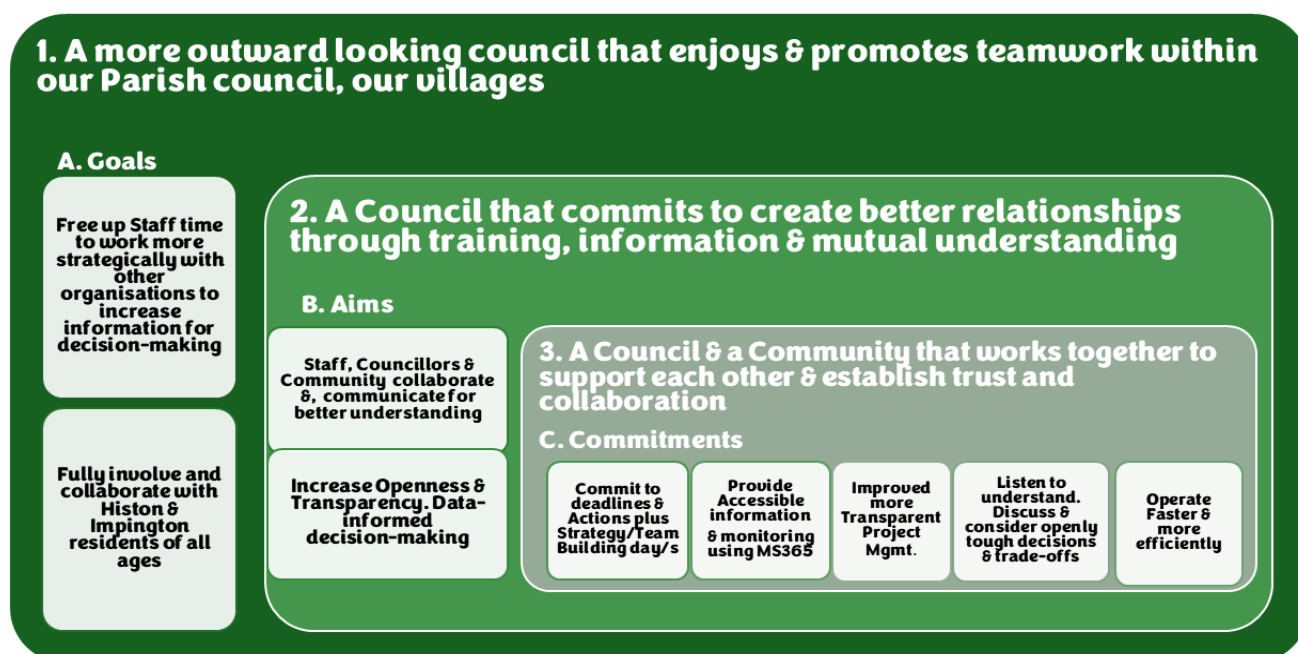 1. A more outward looking council that enjoys & promotes teamwork within
our Parish council, our villages
A. Goals
Free up Staff time
to work more
strategically with
other
organisations to
increase
information for
decision-making
Fully involve and
collaborate with
Histon &
Impington
residents of all
ages
2. A Council that commits to create better relationships
through training, information & mutual understanding
B. Aims
Staff, Councillors &
Community collaborate
&, communicate for
better understanding
Increase Openness &
Transparency. Data-
informed
decision-making
3. A Council & a Community that works together to
support each other & establish trust and
collaboration
C. Commitments
Commit to
deadlines &
Actions plus
Strategy/Team
Building day/s
Provide
Accessible
information
& monitoring
using MS365
Improved
more
Transparent
Project
Mgmt.
Listen to
understand.
Discuss &
consider openly
tough decisions
& trade-offs
Operate
Faster &
more
efficiently